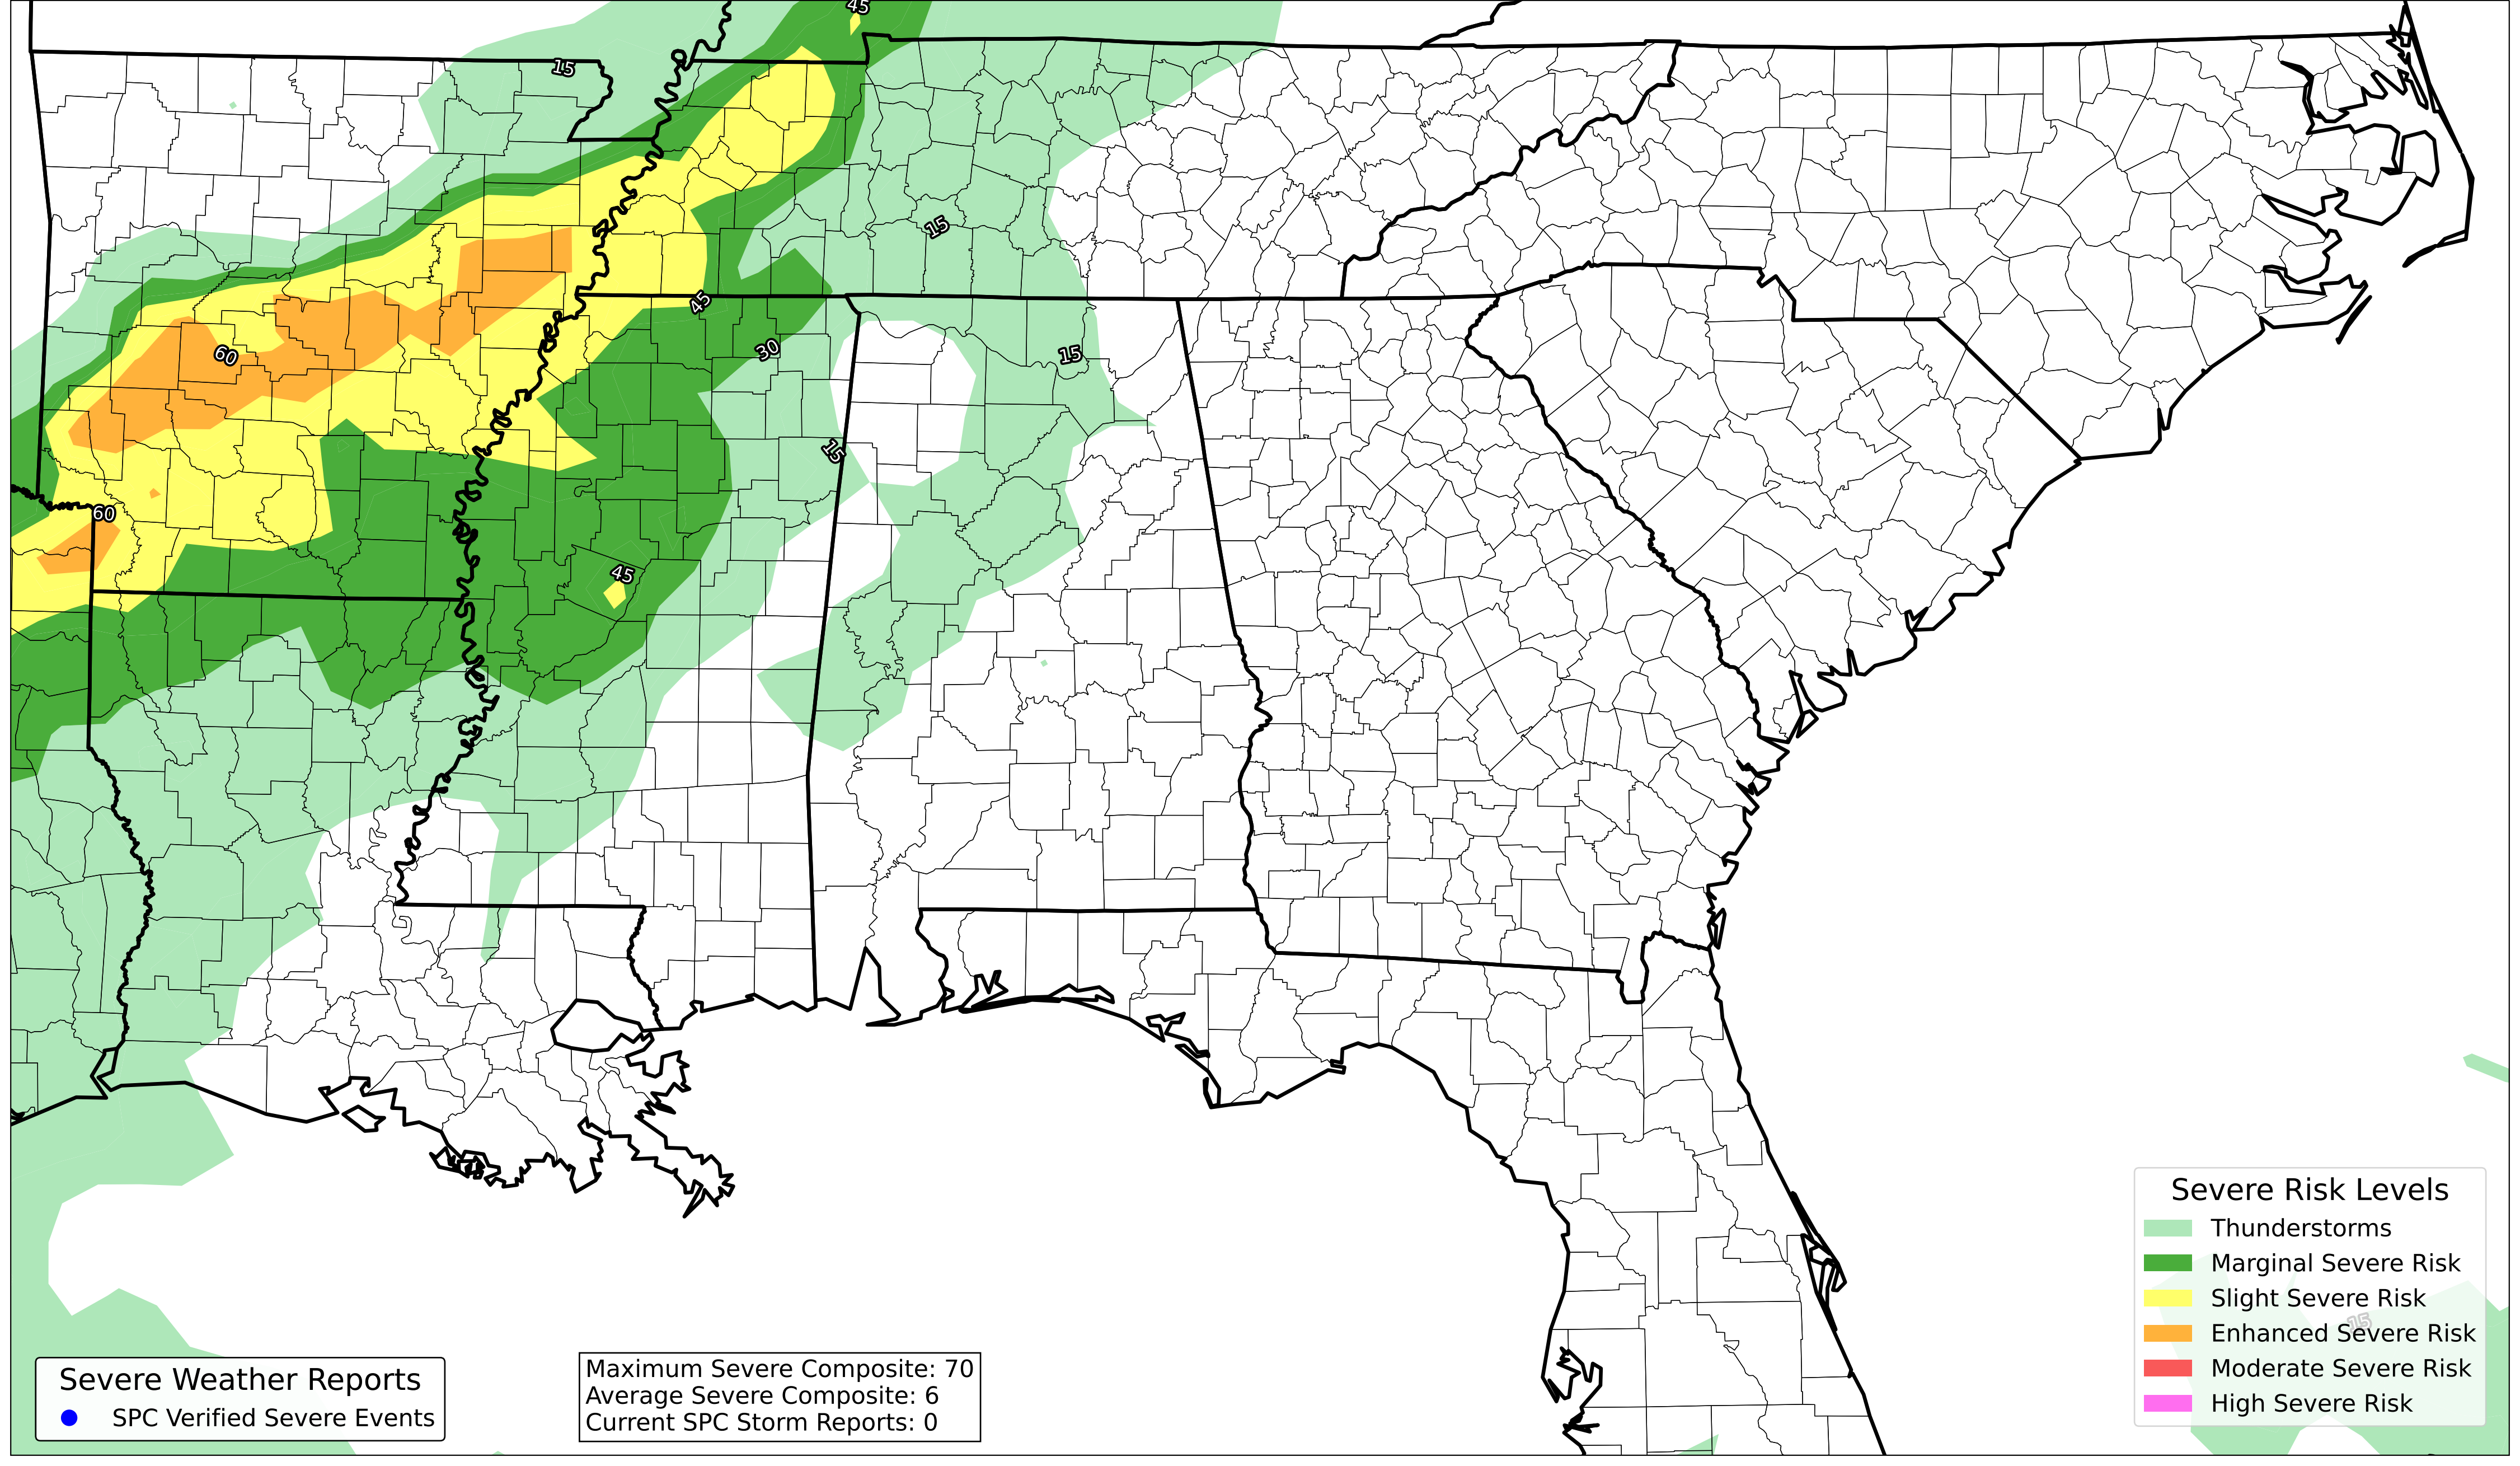 45
15
15
45
30
60
15
15
60
45
Severe Risk Levels
Thunderstorms
Marginal Severe Risk
Slight Severe Risk
15
Enhanced Severe Risk
Moderate Severe Risk
High Severe Risk
Severe Weather Reports
SPC Verified Severe Events
Maximum Severe Composite: 70
Average Severe Composite: 6
Current SPC Storm Reports: 0